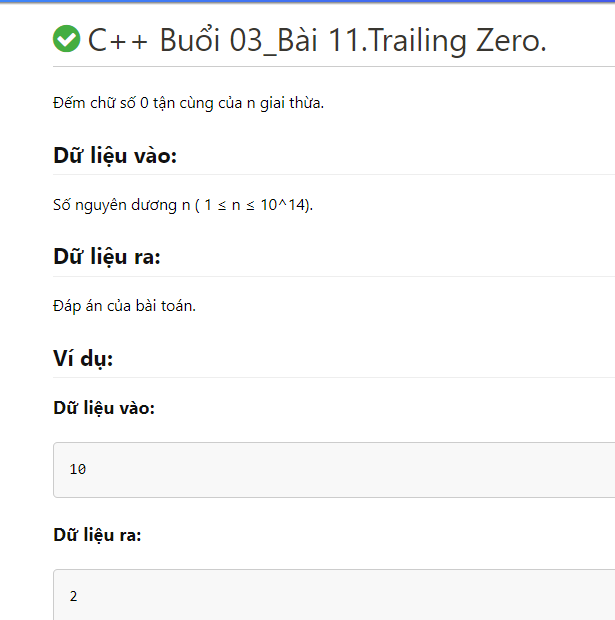 C++ Buổi 03_Bài 11.Trailing Zero.
Đếm chữ số 0 tận cùng của n giai thừa.
Dữ liệu vào:
Số nguyên dương n ( 1 ≤ n ≤ 10^14).
Dữ liệu ra:
Đáp án của bài toán.
Ví dụ:
Dữ liệu vào:
10
Dữ liệu ra:
2